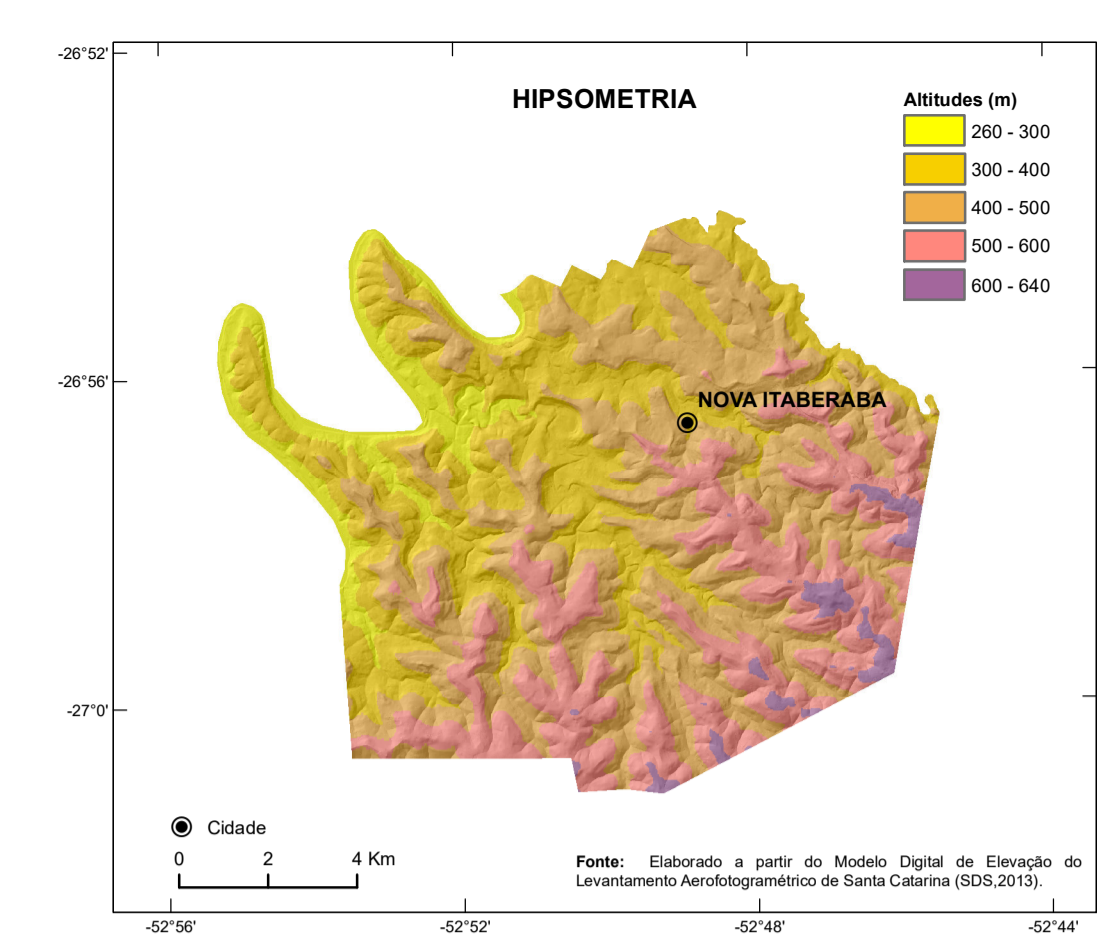 HIPSOMETRIA
Altitudes (m)
260 - 300
300 - 400
400 - 500
500 - 600
600 - 640
-26°52'
-26°56'
-27°0'
NOVA ITABERABA
Cidade
0 2 4 Km
Fonte: Elaborado a partir do Modelo Digital de Elevação do
Levantamento Aerofotogramétrico de Santa Catarina (SDS,2013).
-52°56' -52°52' -52°48' -52°44'